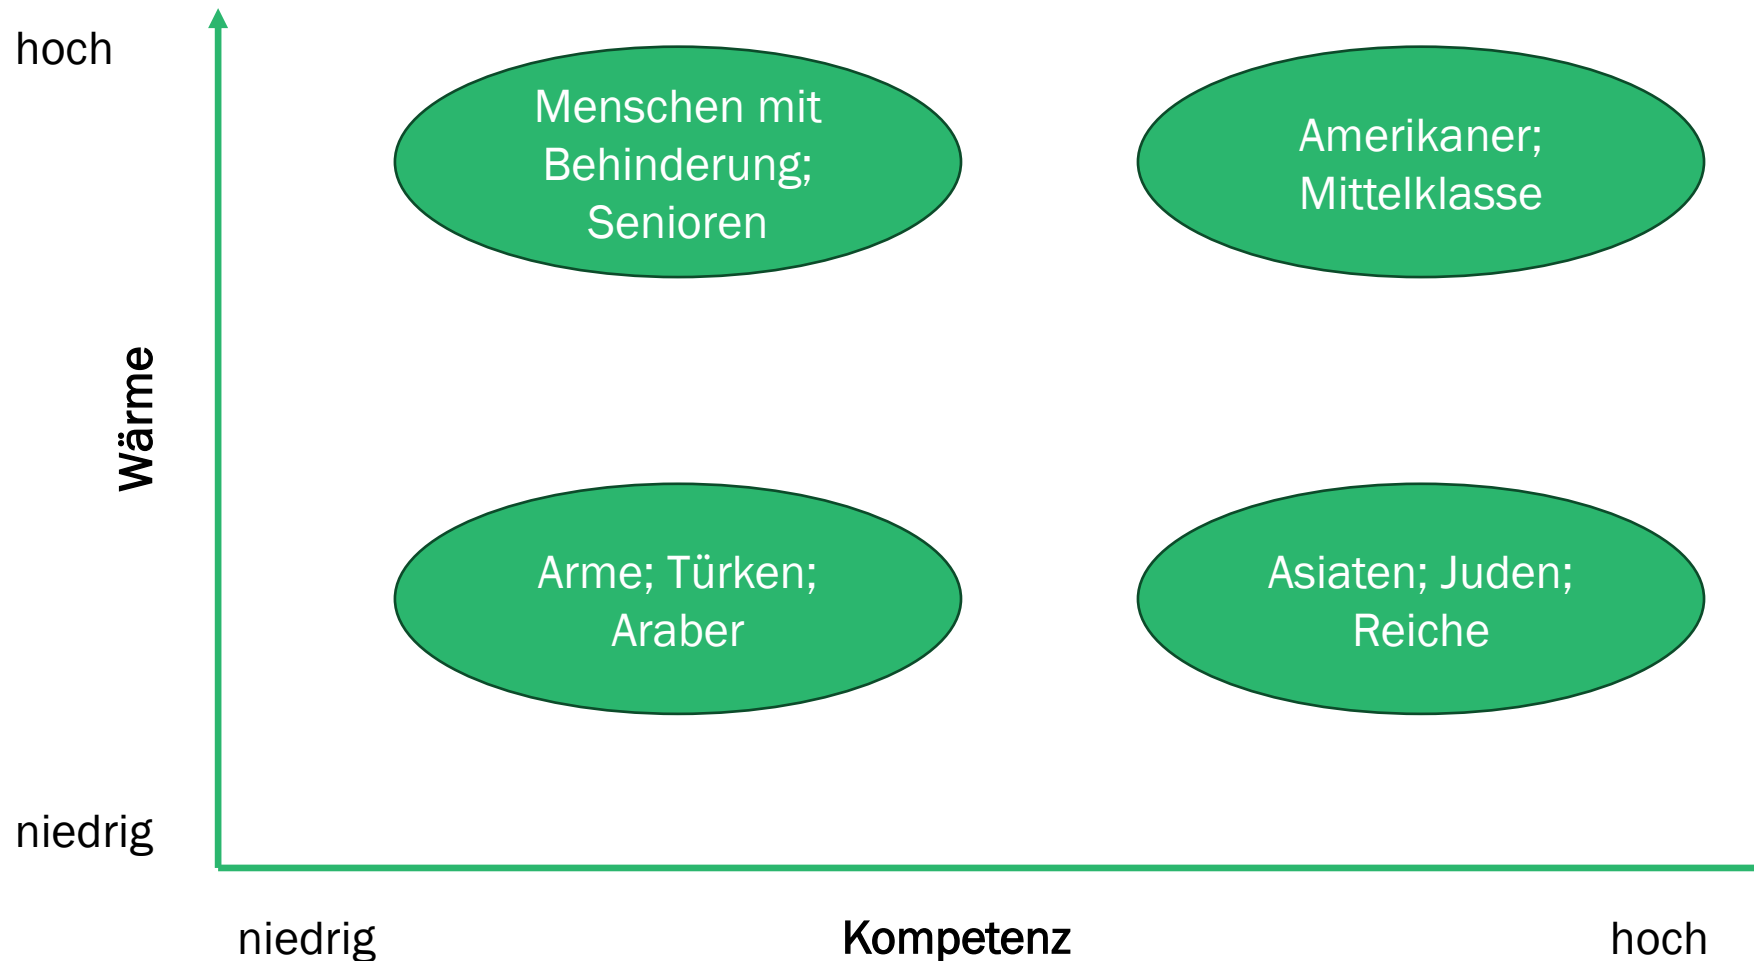 hoch
Menschen mit
Behinderung;
Senioren
Amerikaner;
Mittelklasse
Wärme
Arme; Türken;
Araber
Asiaten; Juden;
Reiche
niedrig
niedrig
Kompetenz
hoch